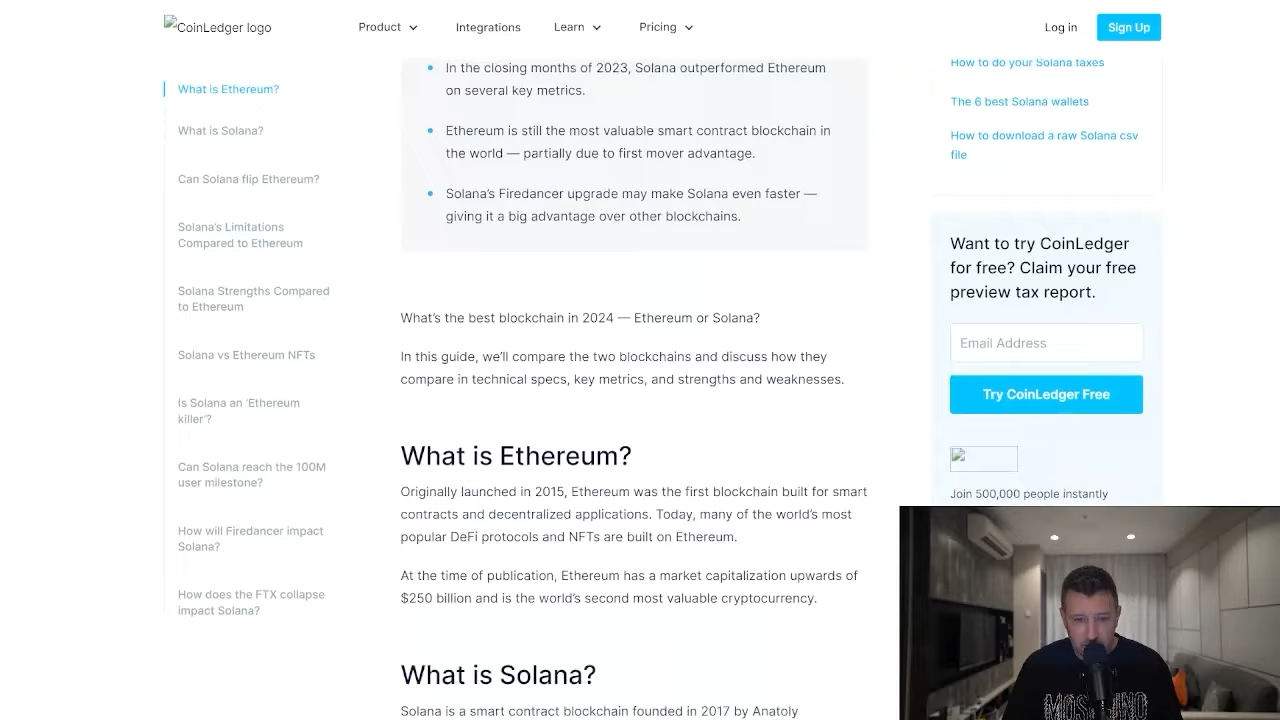 CoinLedger logo
Product
Integrations
Learn
Pricing
Log in
Sign Up
What is Ethereum?
What is Solana?
Can Solana flip Ethereum?
Solana's Limitations
Compared to Ethereum
Solana Strengths Compared
to Ethereum
Solana vs Ethereum NFTs
Is Solana an ‘Ethereum
killer’?
Can Solana reach the 100M
user milestone?
How will Firedancer impact
Solana?
How does the FTX collapse
impact Solana?
In the closing months of 2023, Solana outperformed Ethereum
on several key metrics.
Ethereum is still the most valuable smart contract blockchain in
the world — partially due to first mover advantage.
Solana’s Firedancer upgrade may make Solana even faster —
giving it a big advantage over other blockchains.
What’s the best blockchain in 2024 — Ethereum or Solana?
In this guide, we’ll compare the two blockchains and discuss how they
compare in technical specs, key metrics, and strengths and weaknesses.
What is Ethereum?
Originally launched in 2015, Ethereum was the first blockchain built for smart
contracts and decentralized applications. Today, many of the world’s most
popular DeFi protocols and NFTs are built on Ethereum.
At the time of publication, Ethereum has a market capitalization upwards of
$250 billion and is the world’s second most valuable cryptocurrency.
What is Solana?
Solana is a smart contract blockchain founded in 2017 by Anatoly
How to do your Solana taxes
The 6 best Solana wallets
How to download a raw Solana csv
file
Want to try CoinLedger
for free? Claim your free
preview tax report.
Email Address
Try CoinLedger Free
Join 500,000 people instantly